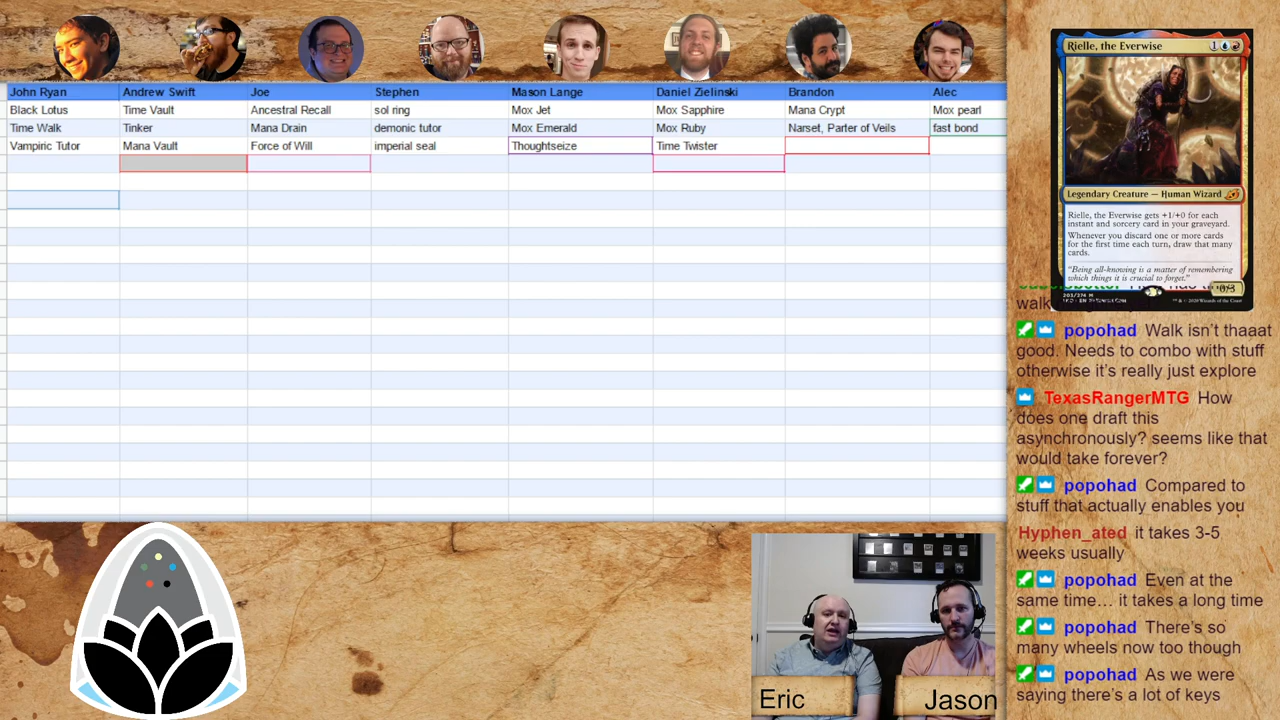 John Ryan Andrew Swift Joe Stephen Mason Lange Daniel Zielinski Brandon Alec
Black Lotus Time Vault Ancestral Recall sol ring Mox Jet Mox Sapphire Mana Crypt Mox pearl
Time Walk Tinker Mana Drain demonic tutor Mox Emerald Mox Ruby Narset, Parter of Veils fast bond
Vampiric Tutor Mana Vault Force of Will imperial seal Thoughtseize Time Twister
Rielle, the Everwise 1
Legendary Creature — Human Wizard
Rielle, the Everwise gets +1/+0 for each
instant and sorcery card in your graveyard.
Whenever you discard one or more cards
for the first time each turn, draw that many
cards.
"Being all-knowing is a matter of remembering
which things it is crucial to forget."
0/3
walk
popohad Walk isn't thaaat
good. Needs to combo with stuff
otherwise it's really just explore
TexasRangerMTG How
does one draft this
asynchronously? seems like that
would take forever?
popohad Compared to
stuff that actually enables you
Hyphen_ated it takes 3-5
weeks usually
popohad Even at the
same time… it takes a long time
popohad There's so
many wheels now too though
popohad As we were
saying there's a lot of keys
Eric
Jason